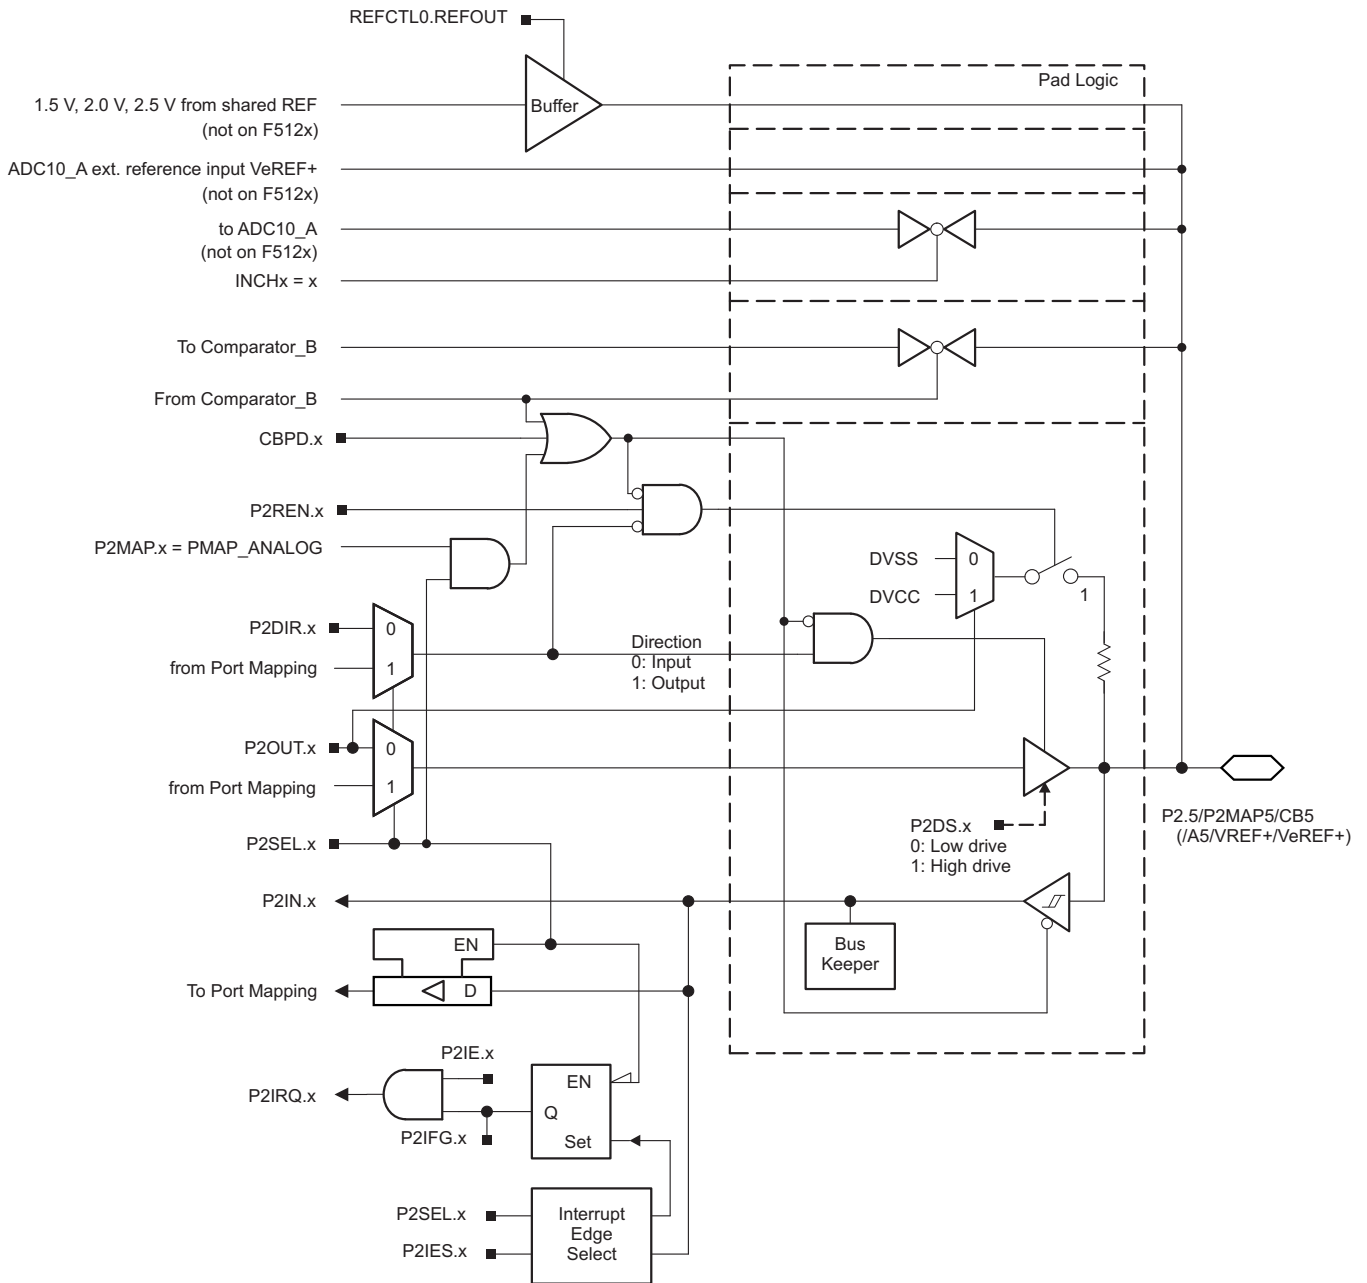 REFCTL0.REFOUT
Pad Logic
Buffer
1.5 V, 2.0 V, 2.5 V from shared REF
(not on F512x)
ADC10_A ext. reference input VeREF+
(not on F512x)
to ADC10_A
(not on F512x)
INCHx = x
To Comparator_B
From Comparator_B
CBPD.x
P2REN.x
P2MAP.x = PMAP_ANALOG
DVSS
0
DVCC
1
1
P2DIR.x
0
from Port Mapping
1
Direction
0: Input
1: Output
P2OUT.x
0
from Port Mapping
1
P2SEL.x
P2DS.x
0: Low drive
1: High drive
P2.5/P2MAP5/CB5
(/A5/VREF+/VeREF+)
P2IN.x
Bus
Keeper
EN
To Port Mapping
D
P2IE.x
P2IRQ.x
EN
Q
P2IFG.x
Set
P2SEL.x
P2IES.x
Interrupt
Edge
Select